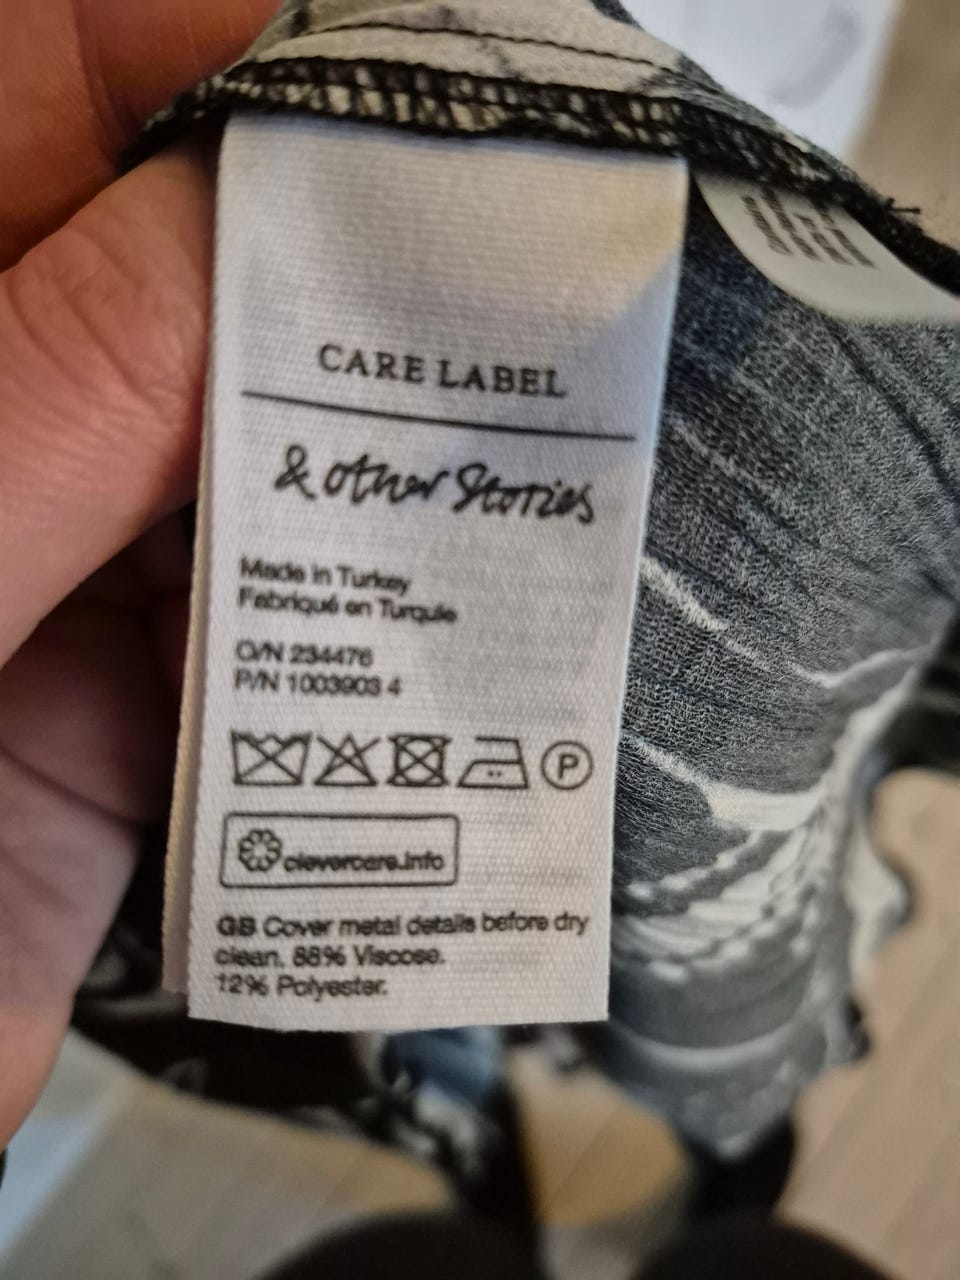 CARE LABEL
& other Stories
Made in Turkey
Fabriqué en Turquie
O/N 234476
P/N 1003903 4
P
clevercare.info
GB Cover metal details before dry
clean. 88% Viscose.
12% Polyester.